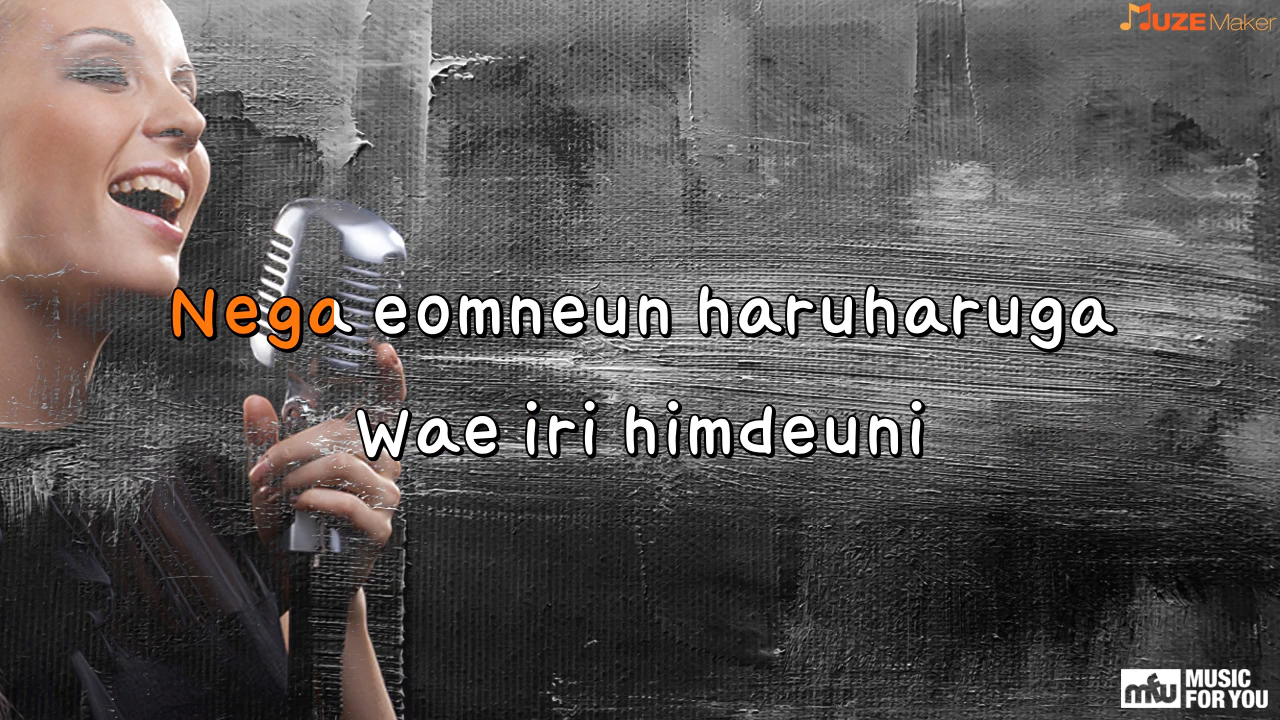 MUZE Maker
Nega eomneun haruharuga
Wae iri himdeuni
mfu MUSIC
FOR YOU